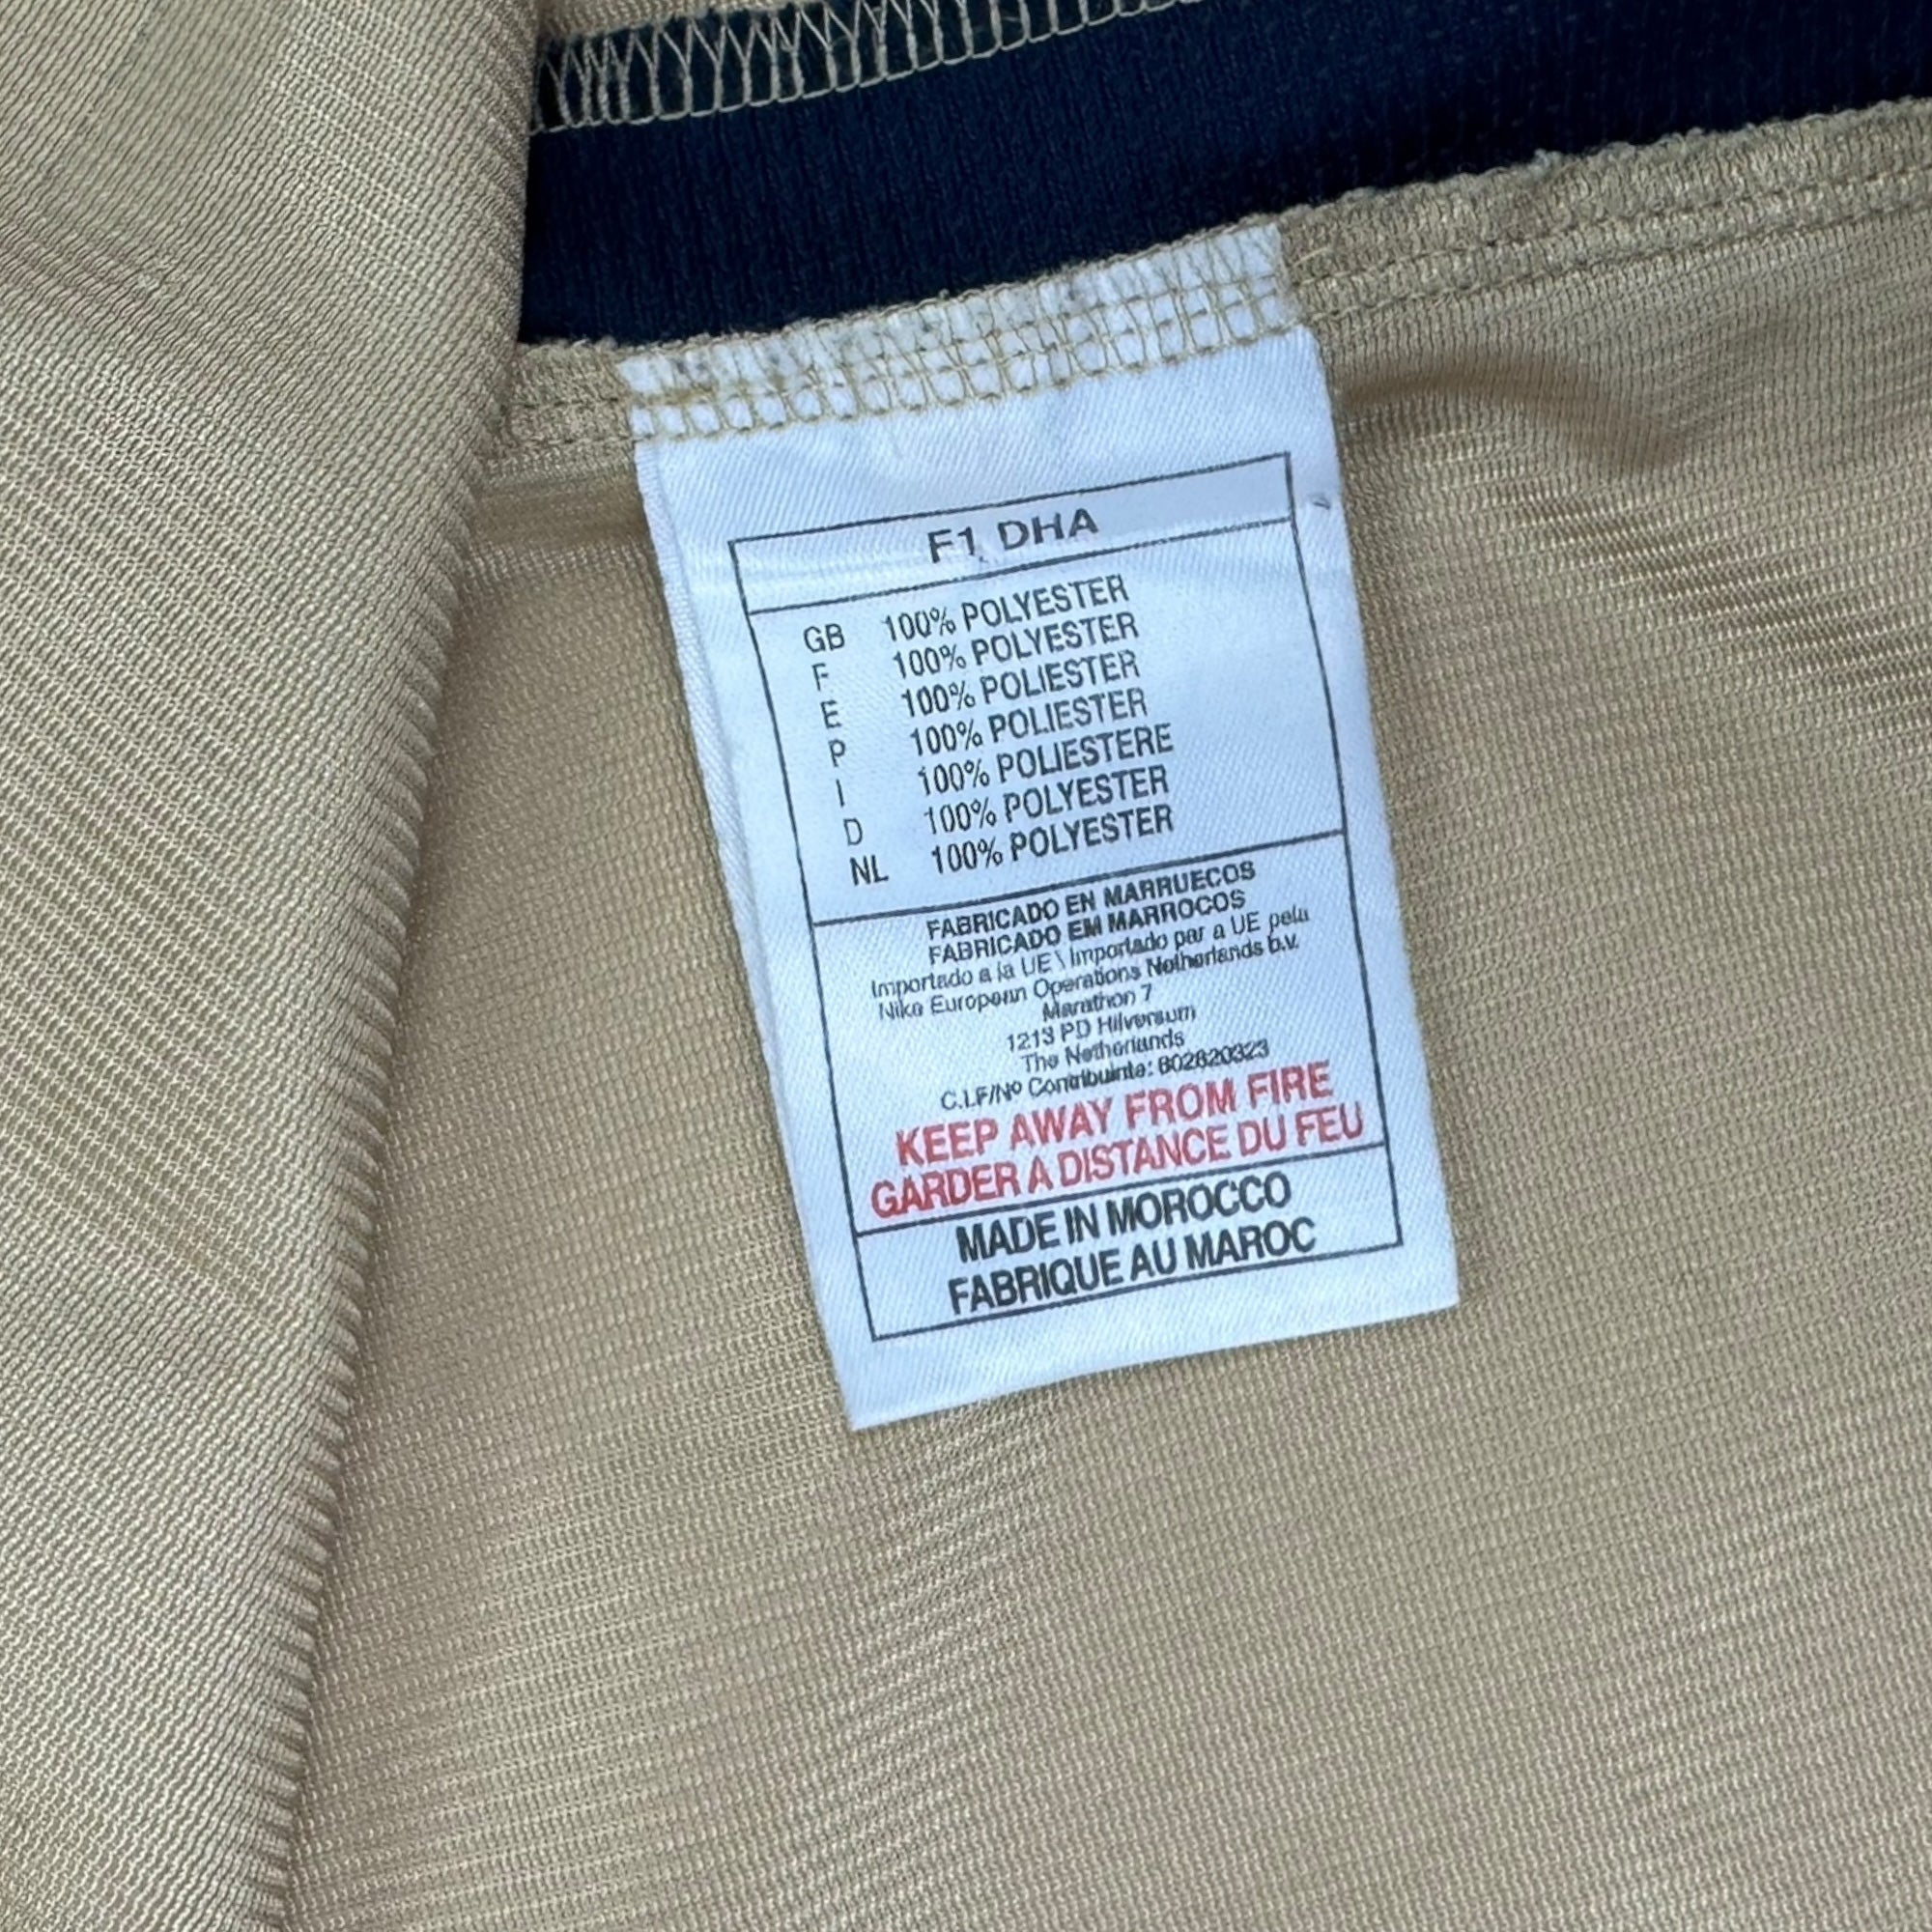 F1 DHA
GB 100% POLYESTER
F 100% POLYESTER
E 100% POLIESTER
P 100% POLIESTER
I 100% POLIESTERE
D 100% POLYESTER
NL 100% POLYESTER
FABRICADO EN MARRUECOS
FABRICADO EM MARROCOS
Importado a la UE \ Importado par a UE pela
Nike European Operations Netherlands b.v.
Marathon 7
1213 PD Hilversum
The Netherlands
C.I.F/Nº Contribuinte: 802820323
KEEP AWAY FROM FIRE
GARDER A DISTANCE DU FEU
MADE IN MOROCCO
FABRIQUE AU MAROC